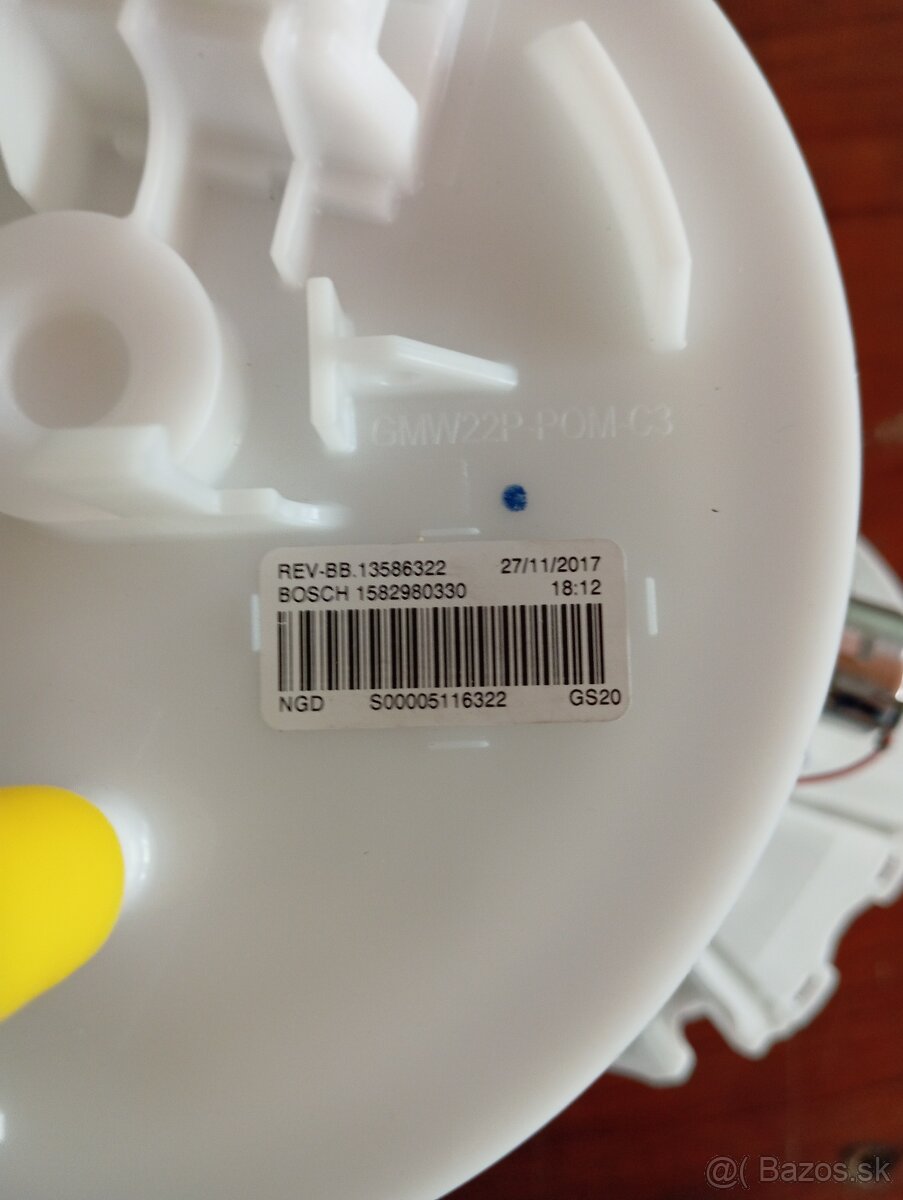 GMW22P-POM-C3
REV-BB.13586322 27/11/2017
BOSCH 1582980330 18:12
NGD S00005116322 GS20
@( Bazos.sk